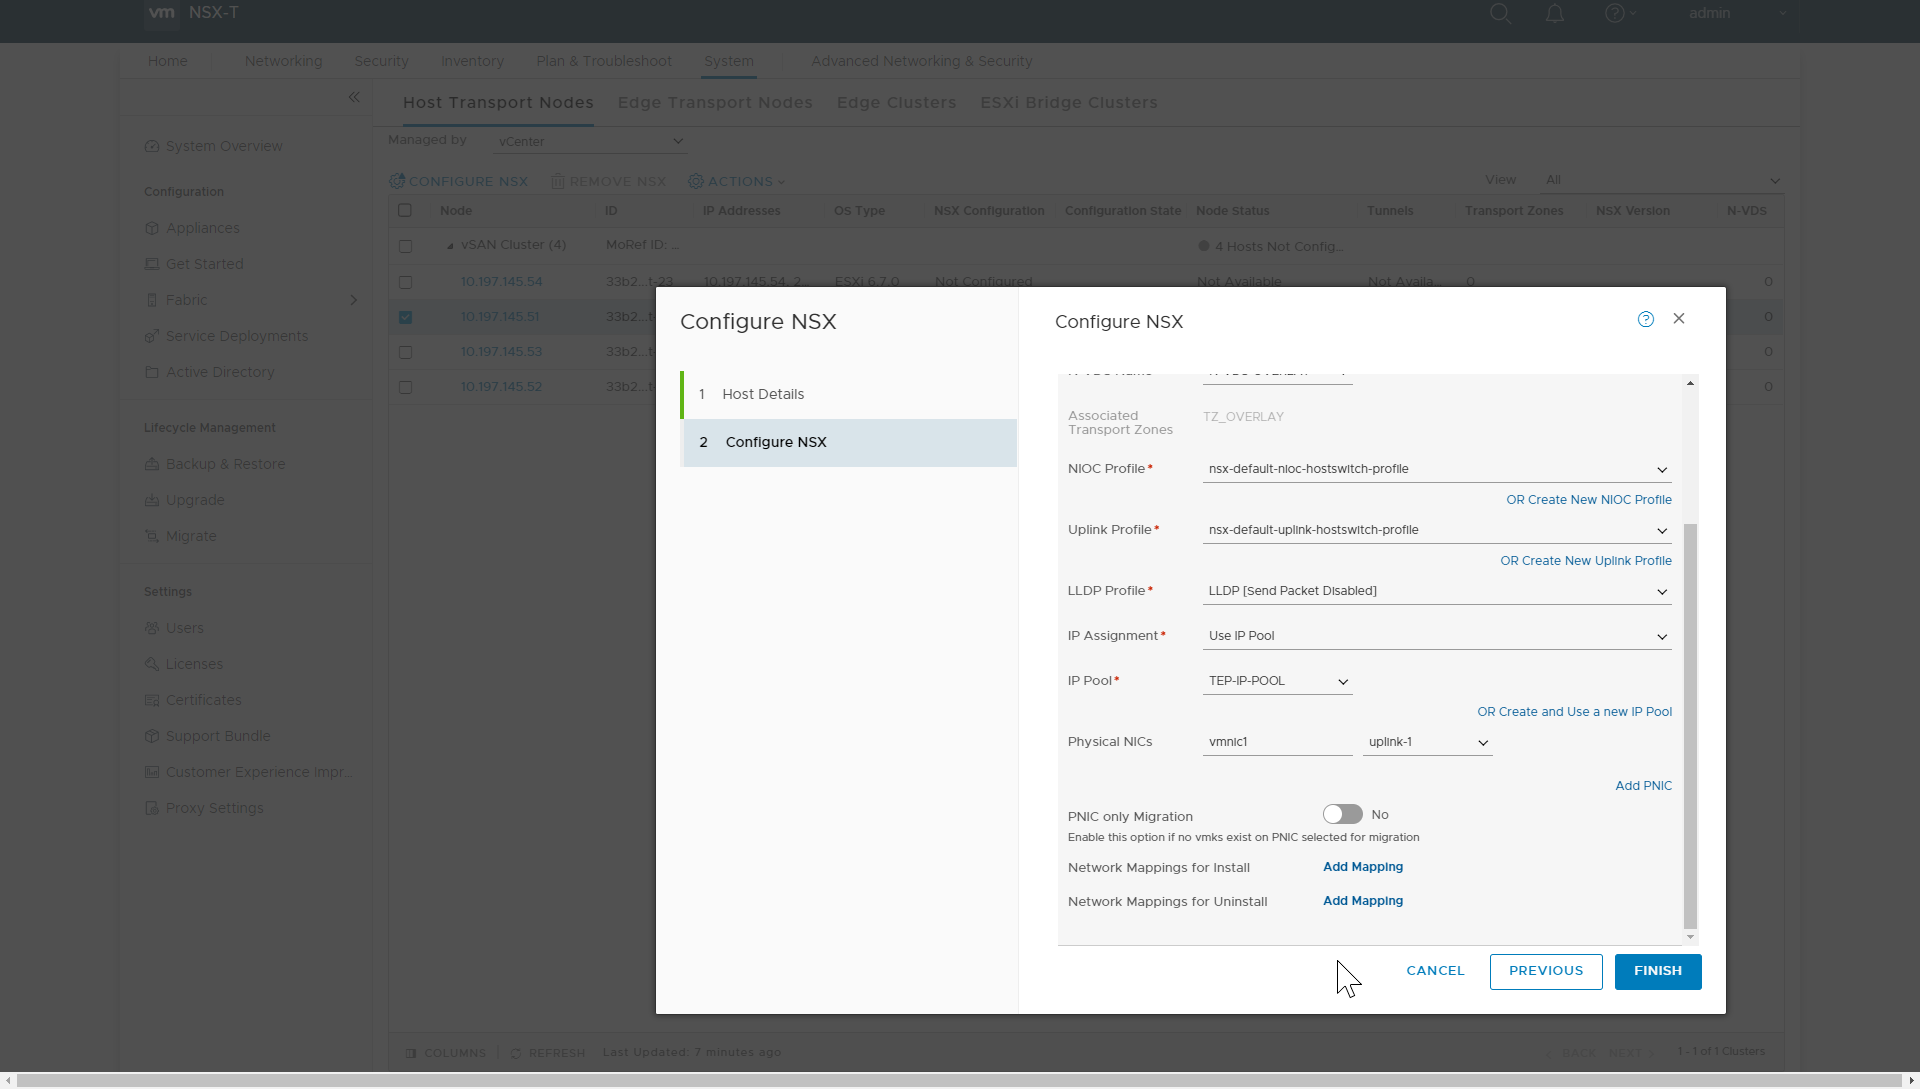 vm NSX-T
admin
Home Networking Security Inventory Plan & Troubleshoot System Advanced Networking & Security
Host Transport Nodes Edge Transport Nodes Edge Clusters ESXi Bridge Clusters
Managed by vCenter
System Overview
Configuration
Appliances
Get Started
Fabric
Service Deployments
Active Directory
Lifecycle Management
Backup & Restore
Upgrade
Migrate
Settings
Users
Licenses
Certificates
Support Bundle
Customer Experience Impr...
Proxy Settings
CONFIGURE NSX REMOVE NSX ACTIONS View All
Node ID IP Addresses OS Type NSX Configuration Configuration State Node Status Tunnels Transport Zones NSX Version N-VDS
vSAN Cluster (4) MoRef ID: ... 4 Hosts Not Config...
10.197.145.54 33b2...t-23 10.197.145.54, 2... ESXi 6.7.0 Not Configured Not Available Not Availa... 0 0
10.197.145.51 33b2...t- 0
10.197.145.53 33b2...t- 0
10.197.145.52 33b2...t- 0
Configure NSX
1 Host Details
2 Configure NSX
Configure NSX
Associated
Transport Zones
TZ_OVERLAY
NIOC Profile* nsx-default-nioc-hostswitch-profile
OR Create New NIOC Profile
Uplink Profile* nsx-default-uplink-hostswitch-profile
OR Create New Uplink Profile
LLDP Profile* LLDP [Send Packet Disabled]
IP Assignment* Use IP Pool
IP Pool* TEP-IP-POOL
OR Create and Use a new IP Pool
Physical NICs vmnic1 uplink-1
Add PNIC
PNIC only Migration No
Enable this option if no vmks exist on PNIC selected for migration
Network Mappings for Install Add Mapping
Network Mappings for Uninstall Add Mapping
CANCEL PREVIOUS FINISH
COLUMNS REFRESH Last Updated: 7 minutes ago BACK NEXT 1 - 1 of 1 Clusters